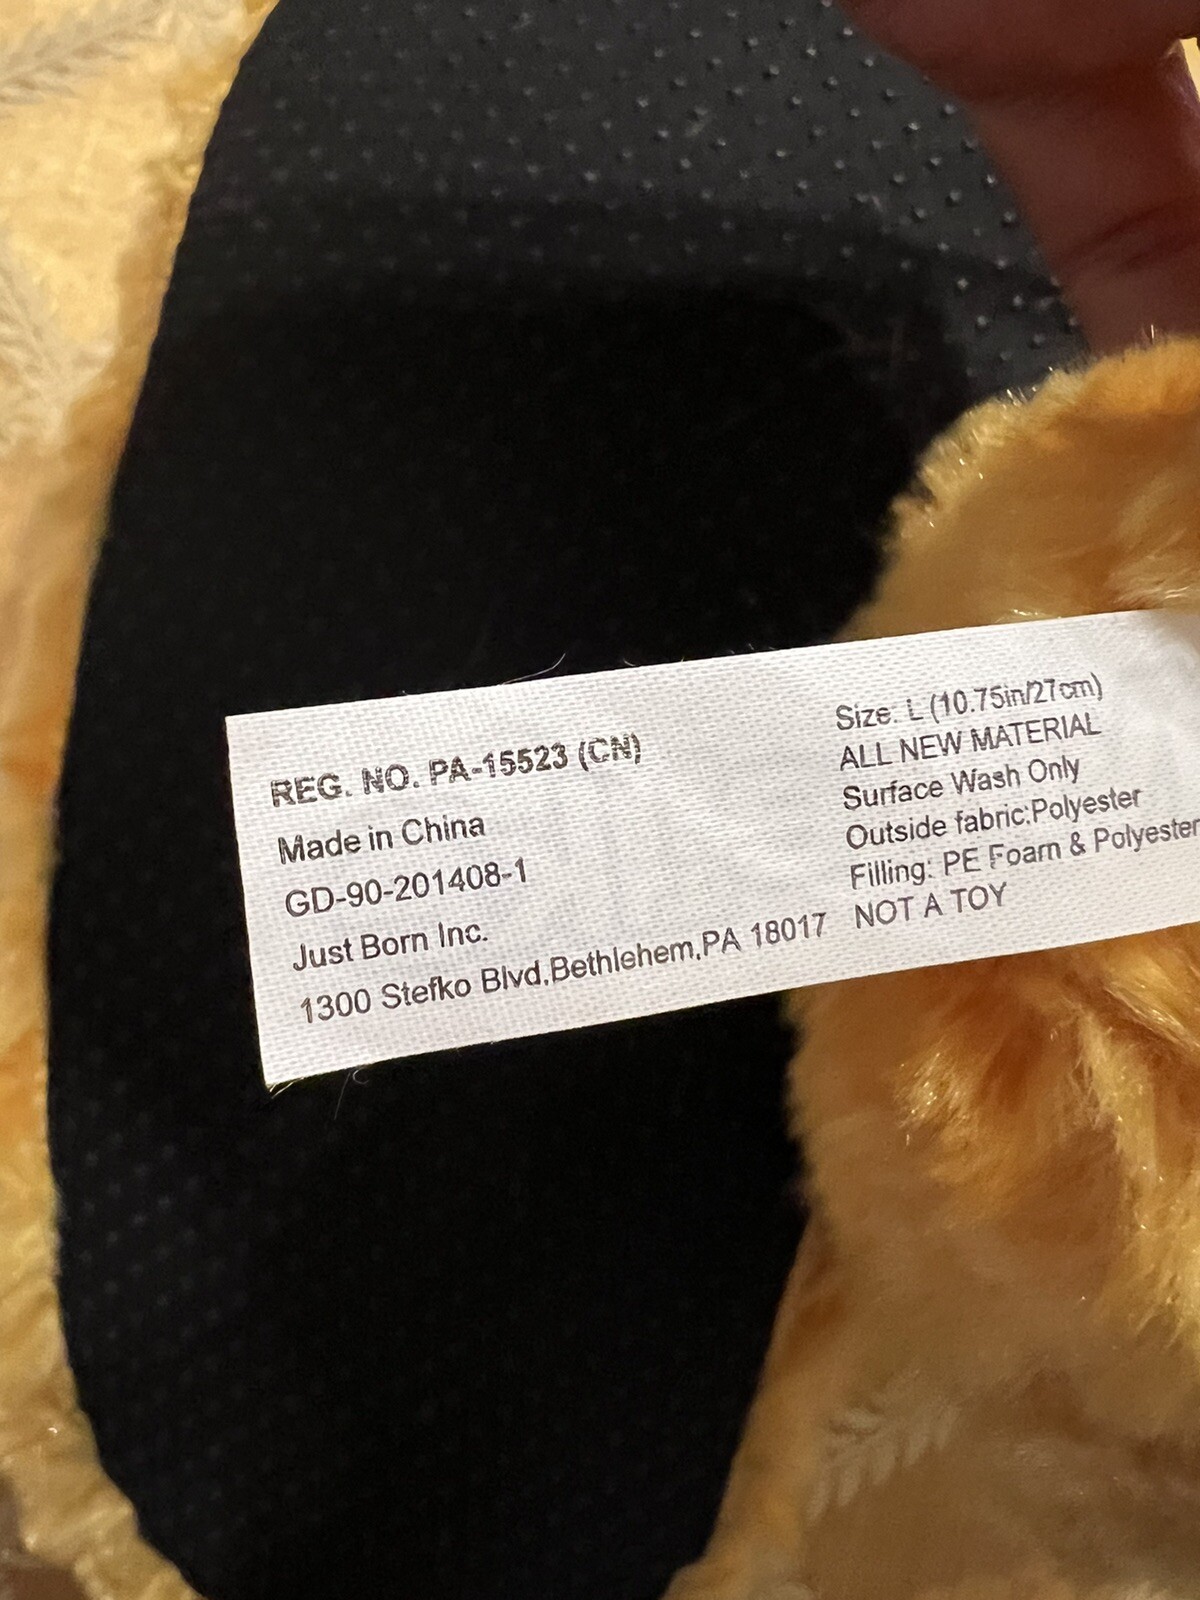 REG. NO. PA-15523 (CN)
Made in China
GD-90-201408-1
Just Born Inc.
1300 Stefko Blvd,Bethlehem,PA 18017
Size. L (10.75in/27cm)
ALL NEW MATERIAL
Surface Wash Only
Outside fabric:Polyester
Filling: PE Foam & Polyester
NOT A TOY